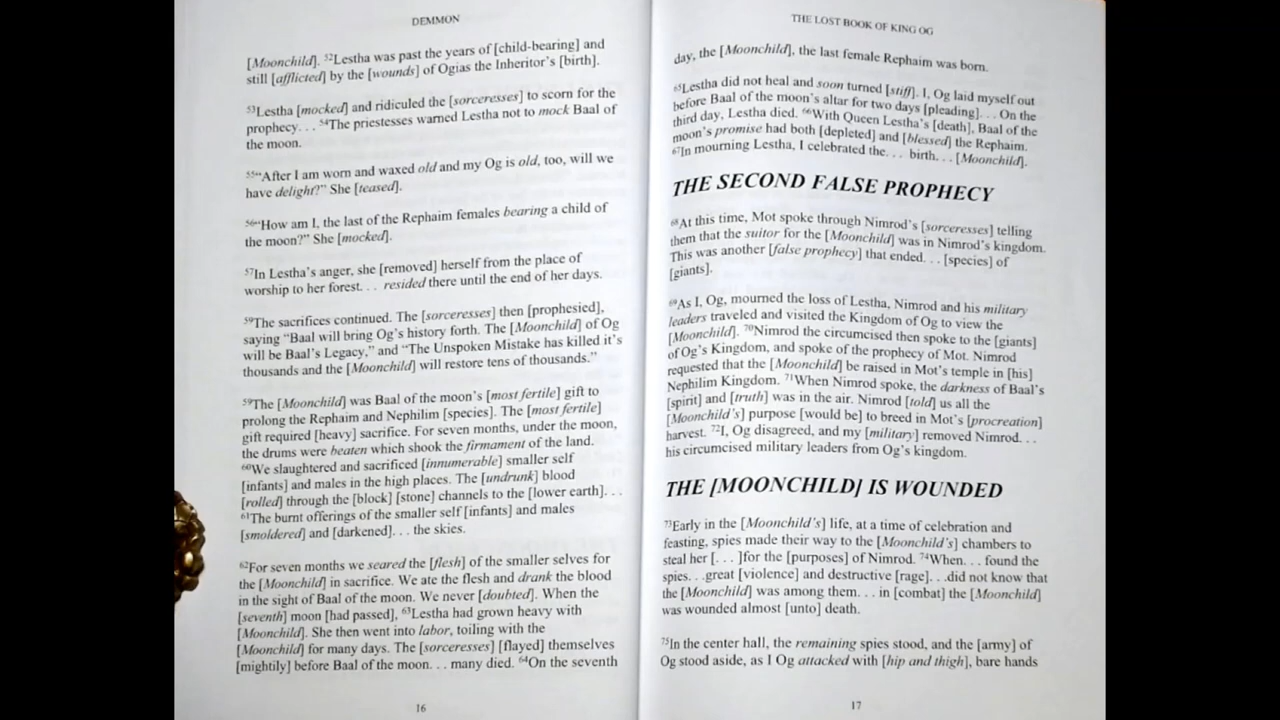 DEMMON
[Moonchild]. 52Lestha was past the years of [child-bearing] and
still [afflicted] by the [wounds] of Ogias the Inheritor's [birth].
53Lestha [mocked] and ridiculed the [sorceresses] to scorn for the
prophecy. . . 54The priestesses warned Lestha not to mock Baal of
the moon.
55"After I am worn and waxed old and my Og is old, too, will we
have delight?" She [teased].
56"How am I, the last of the Rephaim females bearing a child of
the moon?" She [mocked].
57In Lestha's anger, she [removed] herself from the place of
worship to her forest. . . resided there until the end of her days.
59The sacrifices continued. The [sorceresses] then [prophesied],
saying "Baal will bring Og's history forth. The [Moonchild] of Og
will be Baal's Legacy," and "The Unspoken Mistake has killed it's
thousands and the [Moonchild] will restore tens of thousands."
59The [Moonchild] was Baal of the moon's [most fertile] gift to
prolong the Rephaim and Nephilim [species]. The [most fertile]
gift required [heavy] sacrifice. For seven months, under the moon,
the drums were beaten which shook the firmament of the land.
60We slaughtered and sacrificed [innumerable] smaller self
[infants] and males in the high places. The [undrunk] blood
[rolled] through the [block] [stone] channels to the [lower earth]. . .
61The burnt offerings of the smaller self [infants] and males
[smoldered] and [darkened]. . . the skies.
62For seven months we seared the [flesh] of the smaller selves for
the [Moonchild] in sacrifice. We ate the flesh and drank the blood
in the sight of Baal of the moon. We never [doubted]. When the
[seventh] moon [had passed], 63Lestha had grown heavy with
[Moonchild]. She then went into labor, toiling with the
[Moonchild] for many days. The [sorceresses] [flayed] themselves
[mightily] before Baal of the moon. . . many died. 64On the seventh
16
THE LOST BOOK OF KING OG
day, the [Moonchild], the last female Rephaim was born.
65Lestha did not heal and soon turned [stiff]. I, Og laid myself out
before Baal of the moon's altar for two days [pleading]. . . On the
third day, Lestha died. 66With Queen Lestha's [death], Baal of the
moon's promise had both [depleted] and [blessed] the Rephaim.
67In mourning Lestha, I celebrated the. . . birth. . . [Moonchild].
THE SECOND FALSE PROPHECY
68At this time, Mot spoke through Nimrod's [sorceresses] telling
them that the suitor for the [Moonchild] was in Nimrod's kingdom.
This was another [false prophecy] that ended. . . [species] of
[giants].
69As I, Og, mourned the loss of Lestha, Nimrod and his military
leaders traveled and visited the Kingdom of Og to view the
[Moonchild]. 70Nimrod the circumcised then spoke to the [giants]
of Og's Kingdom, and spoke of the prophecy of Mot. Nimrod
requested that the [Moonchild] be raised in Mot's temple in [his]
Nephilim Kingdom. 71When Nimrod spoke, the darkness of Baal's
[spirit] and [truth] was in the air. Nimrod [told] us all the
[Moonchild's] purpose [would be] to breed in Mot's [procreation]
harvest. 72I, Og disagreed, and my [military] removed Nimrod. . .
his circumcised military leaders from Og's kingdom.
THE [MOONCHILD] IS WOUNDED
73Early in the [Moonchild's] life, at a time of celebration and
feasting, spies made their way to the [Moonchild's] chambers to
steal her [. . . ]for the [purposes] of Nimrod. 74When. . . found the
spies. . .great [violence] and destructive [rage]. . .did not know that
the [Moonchild] was among them. . . in [combat] the [Moonchild]
was wounded almost [unto] death.
75In the center hall, the remaining spies stood, and the [army] of
Og stood aside, as I Og attacked with [hip and thigh], bare hands
17